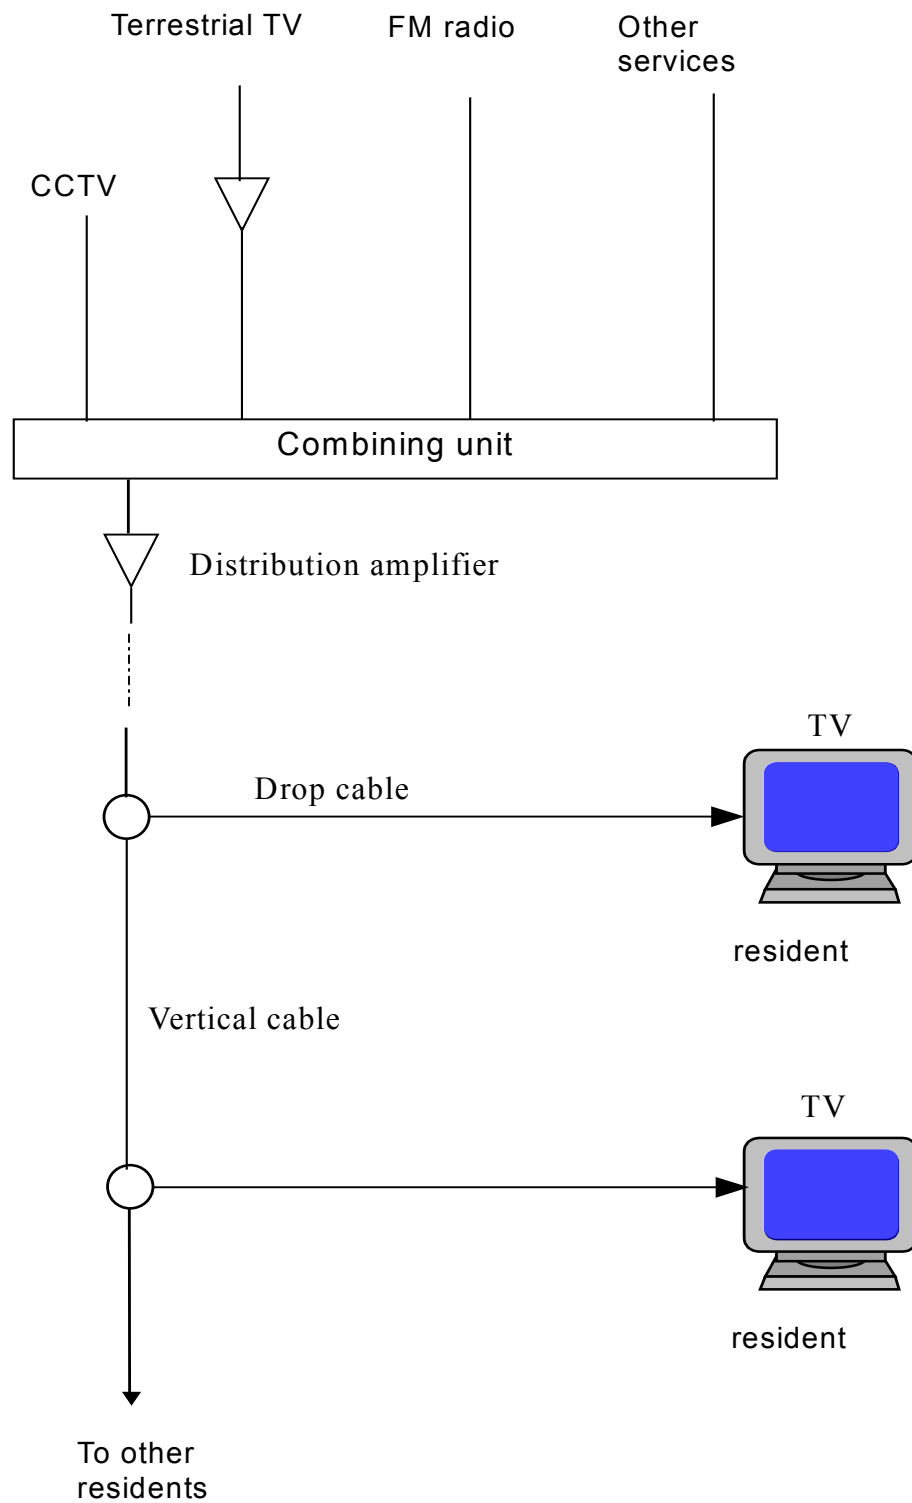 Terrestrial TV
FM radio
Other
services
CCTV
Combining unit
Distribution amplifier
TV
Drop cable
resident
Vertical cable
TV
resident
To other
residents